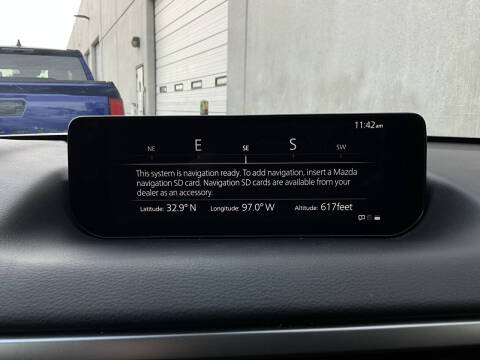 11:42am
NE E SE S SW
This system is navigation ready. To add navigation, insert a Mazda
navigation SD card. Navigation SD cards are available from your
dealer as an accessory.
Latitude: 32.9° N Longitude: 97.0° W Altitude: 617feet